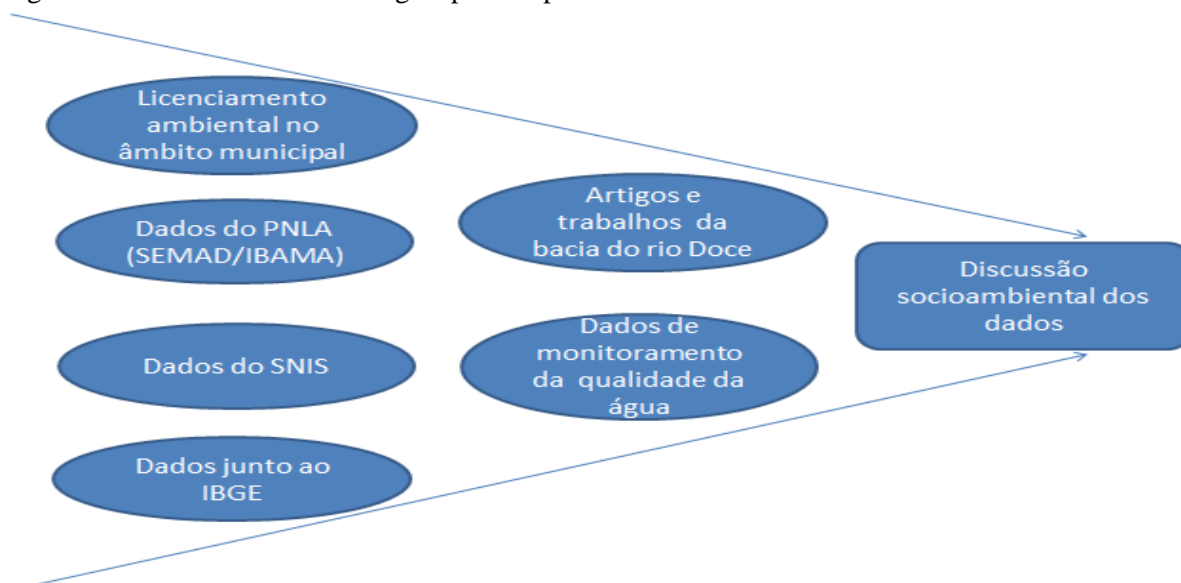 Licenciamento
ambiental no
âmbito municipal
Dados do PNLA
(SEMAD/IBAMA)
Dados do SNIS
Dados junto ao
IBGE
Artigos e
trabalhos da
bacia do rio Doce
Dados de
monitoramento
da qualidade da
água
Discussão
socioambiental dos
dados